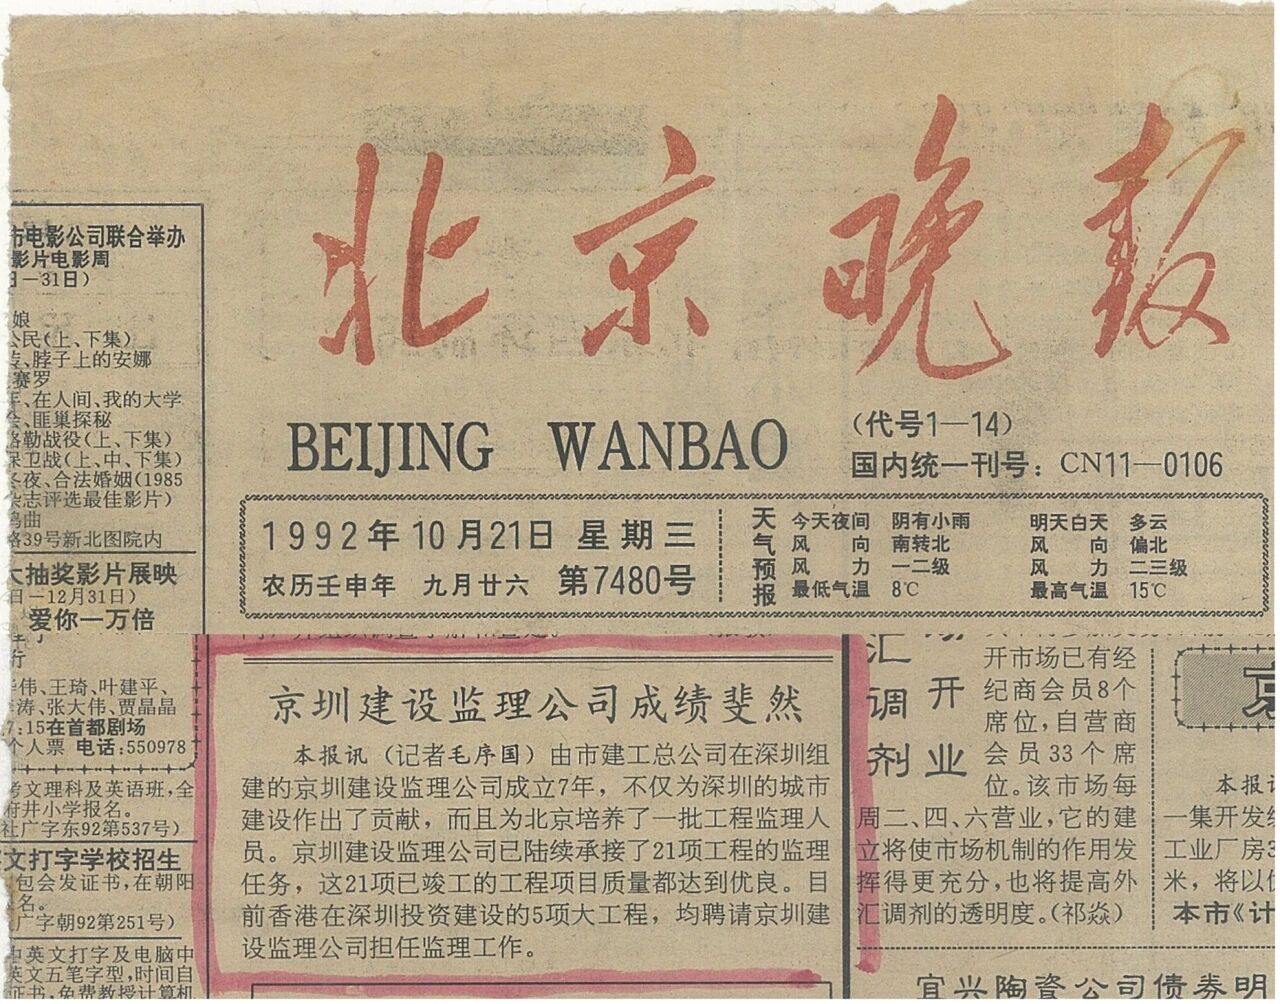 北京晚报
BEIJING WANBAO
(代号1—14)
国内统一刊号：CN11—0106
1992年10月21日 星期三
农历壬申年 九月廿六 第7480号
天气预报
今天夜间 阴有小雨
风向 南转北
风力 一二级
最低气温 8℃
明天白天 多云
风向 偏北
风力 二三级
最高气温 15℃
市电影公司联合举办
影片电影周
日—31日)
娘
公民(上、下集)
、脖子上的安娜
赛罗
年、在人间、我的大学
、匪巢探秘
格勒战役(上、下集)
保卫战(上、中、下集)
冬夜、合法婚姻(1985
杂志评选最佳影片)
曲
路39号新北图院内
大抽奖影片展映
日—12月31日)
爱你一万倍
行
伟、王琦、叶建平、
涛、张大伟、贾晶晶
7:15在首都剧场
个人票 电话:550978
考文理科及英语班,全
府井小学报名。
社广字东92第537号)
文打字学校招生
包会发证书,在朝阳
名。
广字朝92第251号)
中英文打字及电脑中
英文五笔字型,时间自
证书,免费教授计算机
京圳建设监理公司成绩斐然
本报讯（记者毛序国）由市建工总公司在深圳组
建的京圳建设监理公司成立7年，不仅为深圳的城市
建设作出了贡献，而且为北京培养了一批工程监理人
员。京圳建设监理公司已陆续承接了21项工程的监理
任务，这21项已竣工的工程项目质量都达到优良。目
前香港在深圳投资建设的5项大工程，均聘请京圳建
设监理公司担任监理工作。
汇调剂
开业
开市场已有经
纪商会员8个
席位,自营商
会员33个席
位。该市场每
周二、四、六营业,它的建
立将使市场机制的作用发
挥得更充分,也将提高外
汇调剂的透明度。(祁焱)
京
本报讯
一集开发经
工业厂房3
米，将以优
本市《计
宜兴陶瓷公司债券明